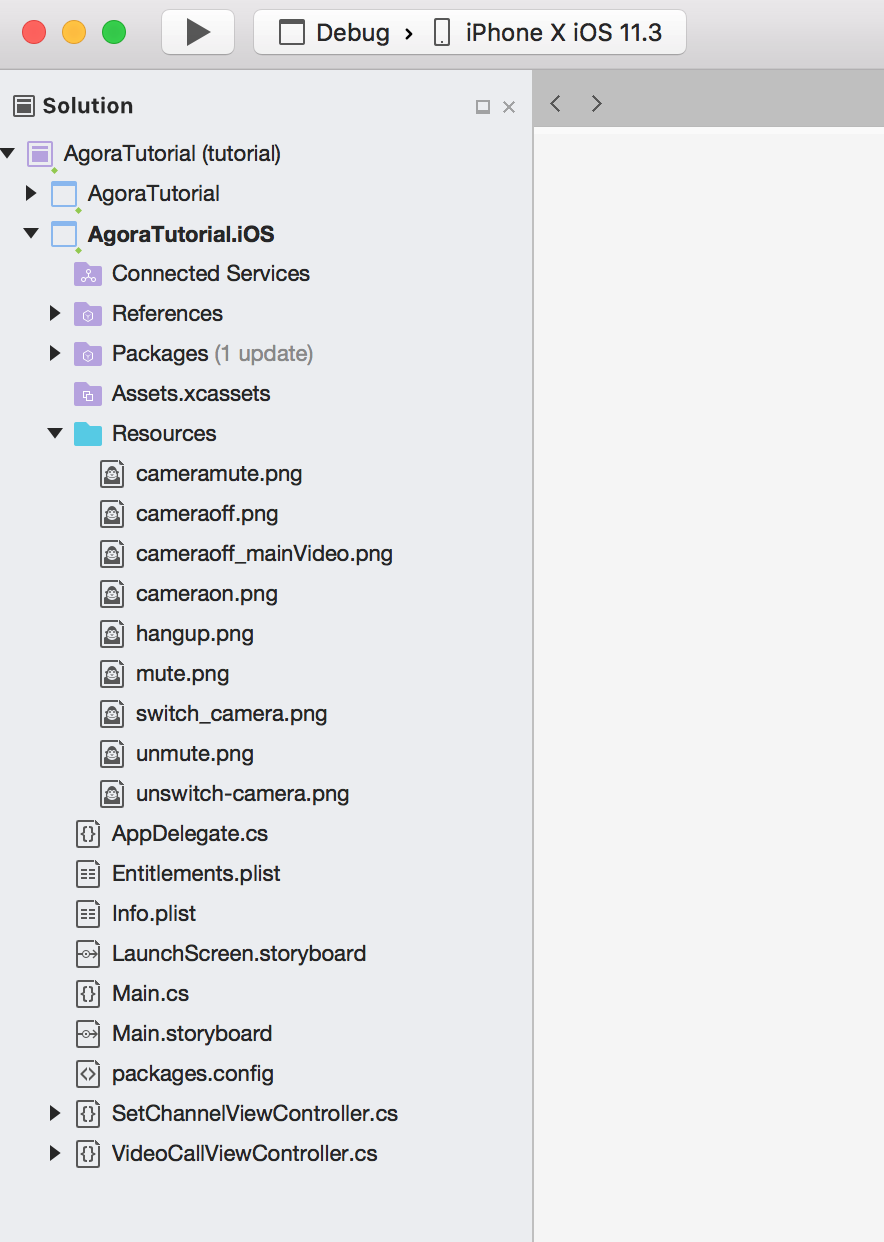 Debug › iPhone X iOS 11.3
Solution
AgoraTutorial (tutorial)
AgoraTutorial
AgoraTutorial.iOS
Connected Services
References
Packages (1 update)
Assets.xcassets
Resources
cameramute.png
cameraoff.png
cameraoff_mainVideo.png
cameraon.png
hangup.png
mute.png
switch_camera.png
unmute.png
unswitch-camera.png
AppDelegate.cs
Entitlements.plist
Info.plist
LaunchScreen.storyboard
Main.cs
Main.storyboard
packages.config
SetChannelViewController.cs
VideoCallViewController.cs